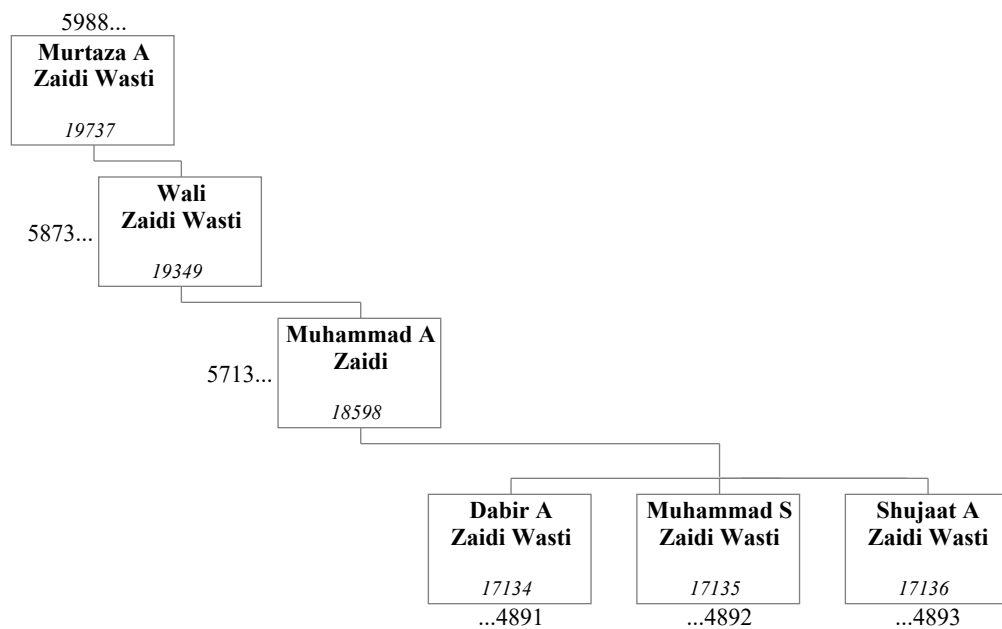 5988...
Murtaza A
Zaidi Wasti
19737
Wali
Zaidi Wasti
5873...
19349
Muhammad A
Zaidi
5713...
18598
Dabir A
Zaidi Wasti
17134
...4891
Muhammad S
Zaidi Wasti
17135
...4892
Shujaat A
Zaidi Wasti
17136
...4893